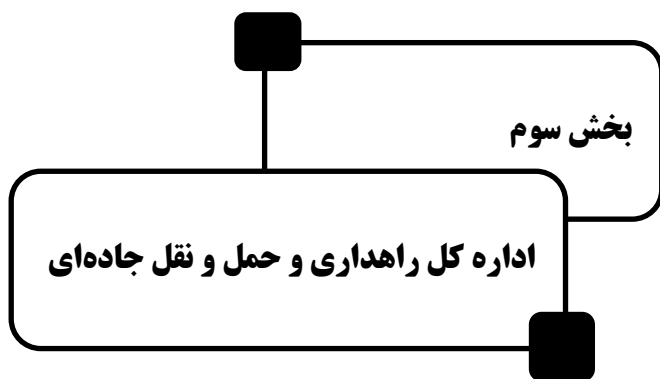 بخش سوم
اداره کل راهداری و حمل و نقل جاده‌ای